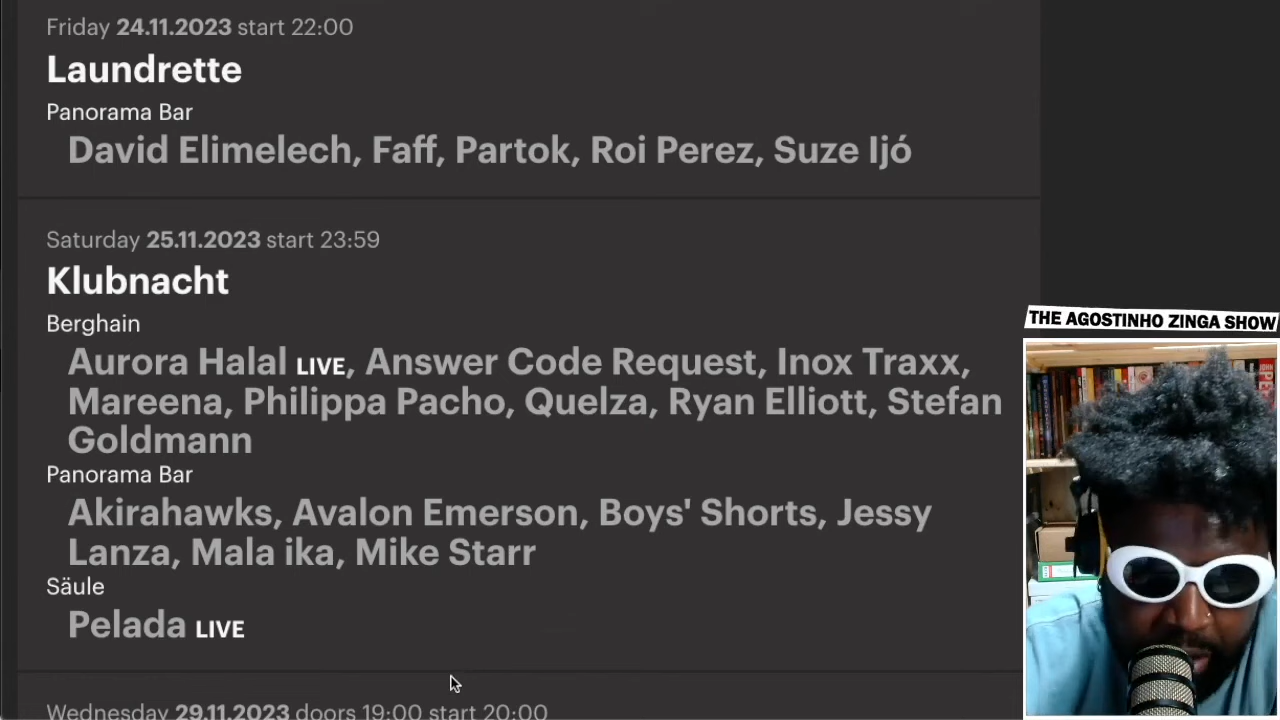 Friday 24.11.2023 start 22:00
Laundrette
Panorama Bar
David Elimelech, Faff, Partok, Roi Perez, Suze Ijó
Saturday 25.11.2023 start 23:59
Klubnacht
Berghain
Aurora Halal LIVE, Answer Code Request, Inox Traxx,
Mareena, Philippa Pacho, Quelza, Ryan Elliott, Stefan
Goldmann
Panorama Bar
Akirahawks, Avalon Emerson, Boys' Shorts, Jessy
Lanza, Mala ika, Mike Starr
Säule
Pelada LIVE
Wednesday 29.11.2023 doors 19:00 start 20:00
THE AGOSTINHO ZINGA SHOW